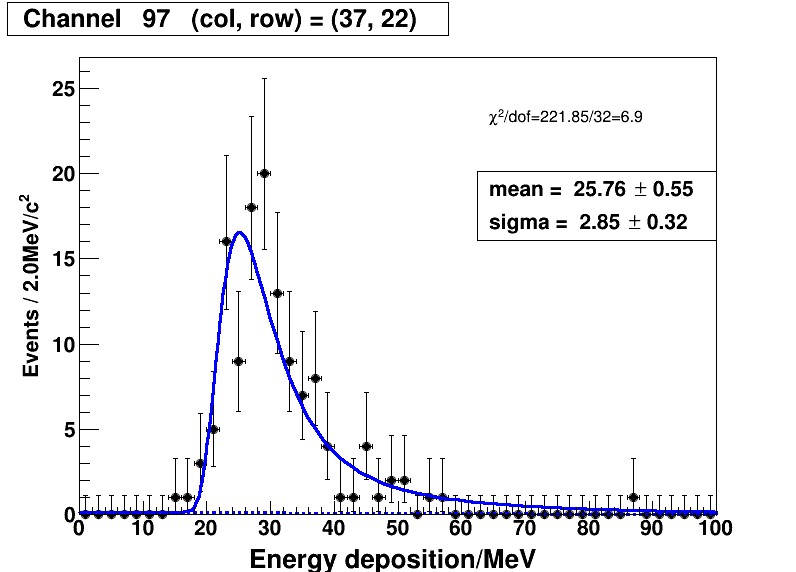 Channel 97 (col, row) = (37, 22)
χ²/dof=221.85/32=6.9
mean = 25.76 ± 0.55
sigma = 2.85 ± 0.32
Events / 2.0MeV/c²
25
20
15
10
5
0
0 10 20 30 40 50 60 70 80 90 100
Energy deposition/MeV